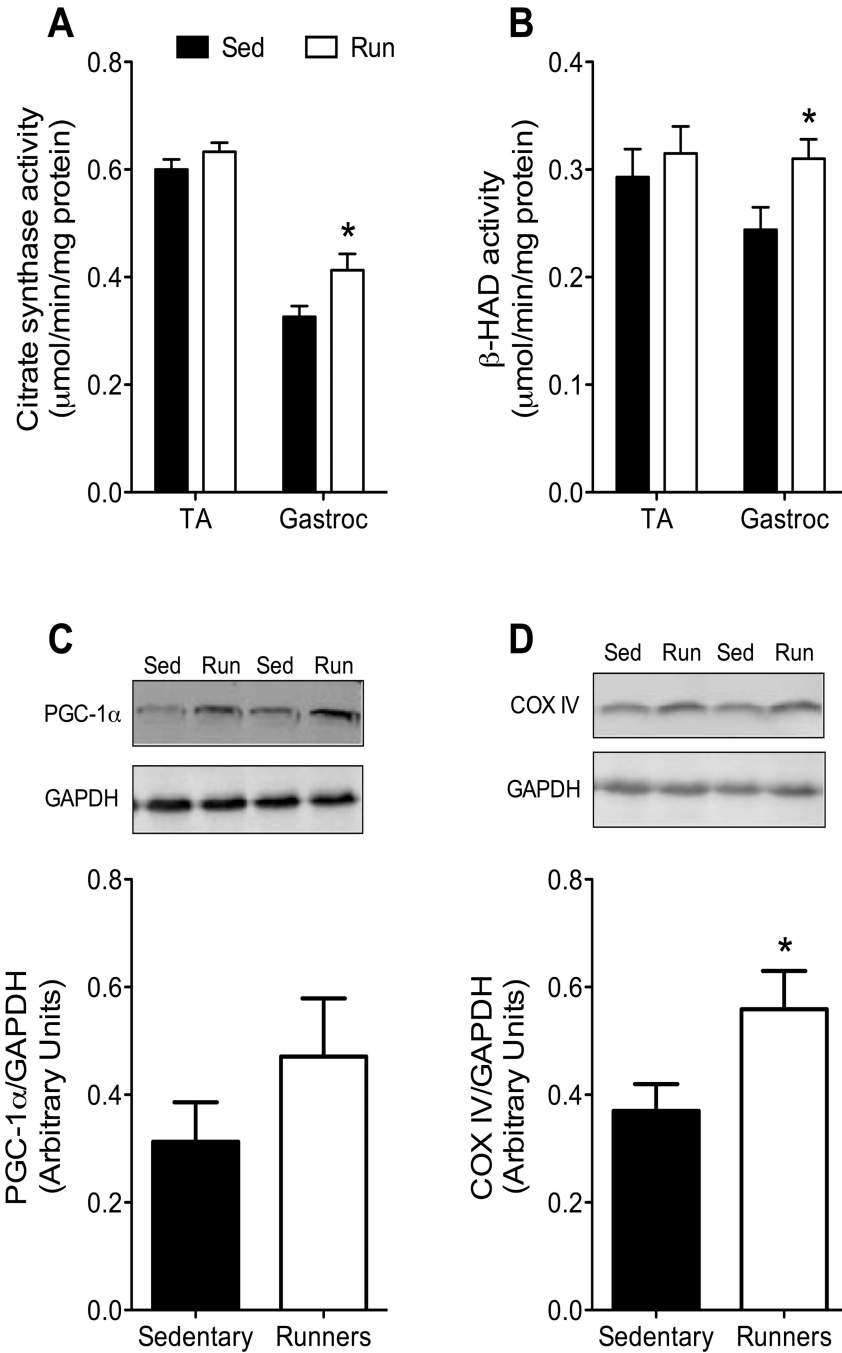 A
Sed Run
Citrate synthase activity
(μmol/min/mg protein)
0.8
0.6
0.4
0.2
0.0
*
TA Gastroc
B
β-HAD activity
(μmol/min/mg protein)
0.4
0.3
0.2
0.1
0.0
*
TA Gastroc
C
Sed Run Sed Run
PGC-1α
GAPDH
PGC-1α/GAPDH
(Arbitrary Units)
0.8
0.6
0.4
0.2
0.0
Sedentary Runners
D
Sed Run Sed Run
COX IV
GAPDH
COX IV/GAPDH
(Arbitrary Units)
0.8
0.6
0.4
0.2
0.0
*
Sedentary Runners